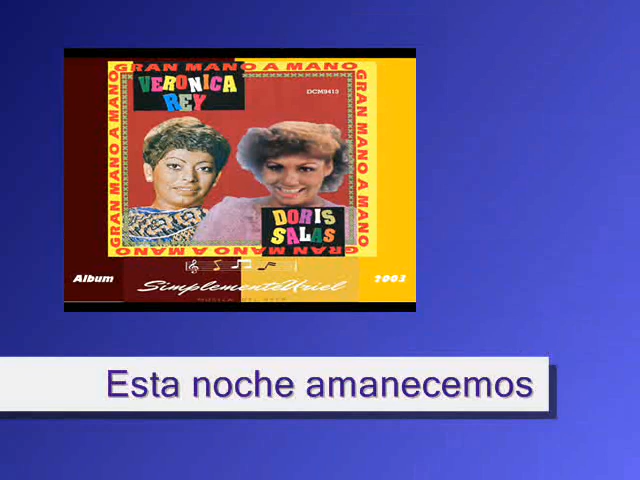 GRAN MANO A MANO
VERONICA
REY
DCM9413
GRAN MANO A MANO
GRAN MANO A MANO
DORIS
SALAS
GRAN MANO A MANO
Album
SimplementeUriel
2003
Esta noche amanecemos